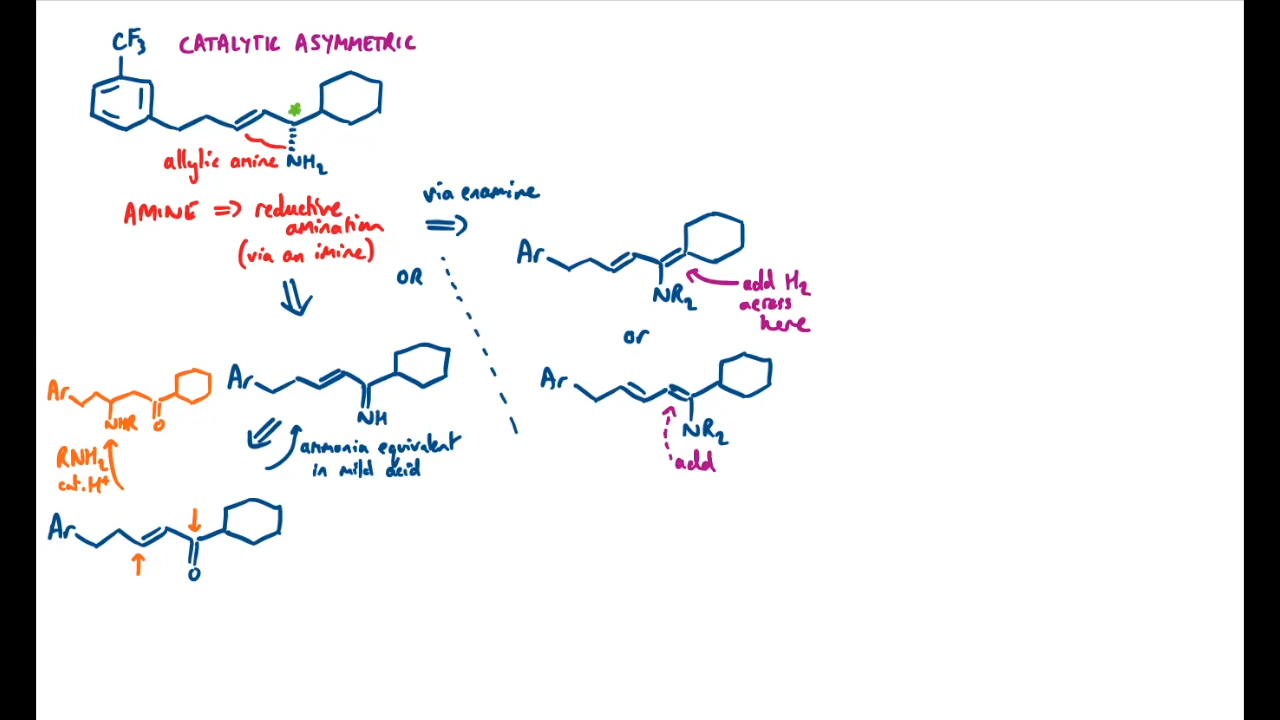 CF3
CATALYTIC ASYMMETRIC
*
allylic amine
NH2
AMINE => reductive
amination
(via an imine)
OR
via enamine
=>
Ar
NR2
add H2
across
here
or
Ar
NR2
add
Ar
NH
ammonia equivalent
in mild acid
Ar
NHR
O
RNH2
cat. H+
Ar
O